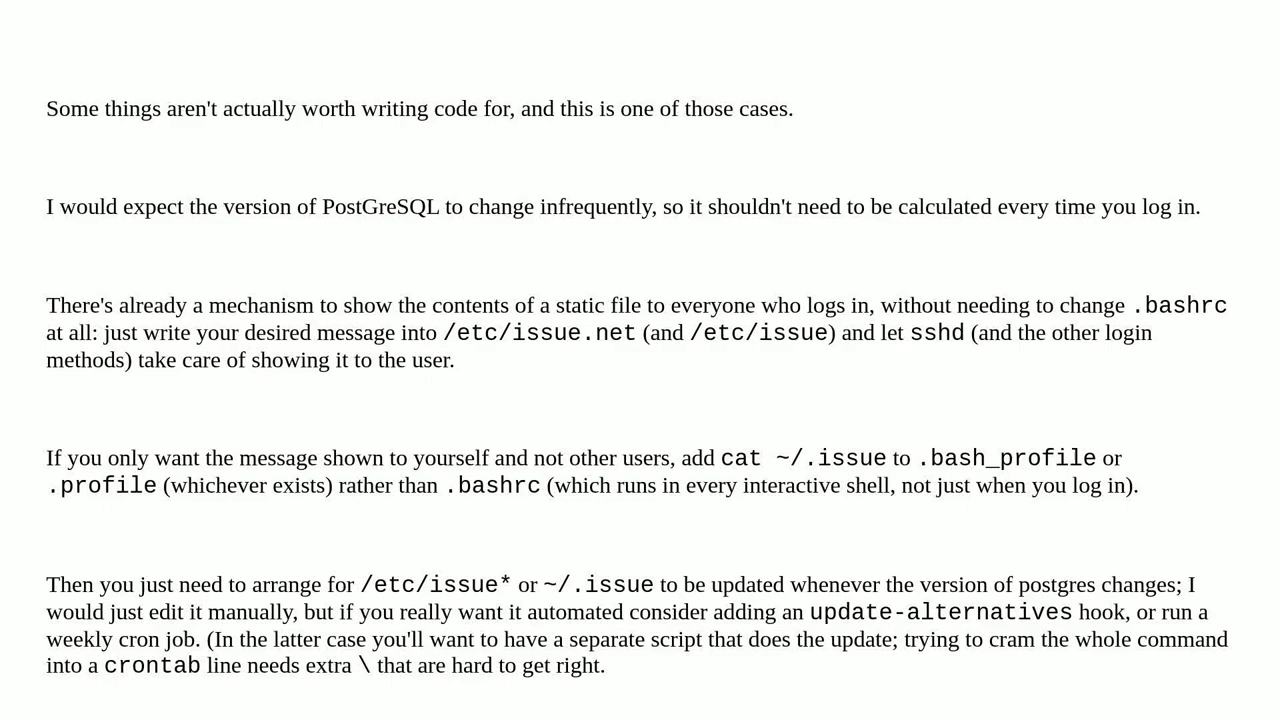 Some things aren't actually worth writing code for, and this is one of those cases.
I would expect the version of PostGreSQL to change infrequently, so it shouldn't need to be calculated every time you log in.
There's already a mechanism to show the contents of a static file to everyone who logs in, without needing to change .bashrc
at all: just write your desired message into /etc/issue.net (and /etc/issue) and let sshd (and the other login
methods) take care of showing it to the user.
If you only want the message shown to yourself and not other users, add cat ~/.issue to .bash_profile or
.profile (whichever exists) rather than .bashrc (which runs in every interactive shell, not just when you log in).
Then you just need to arrange for /etc/issue* or ~/.issue to be updated whenever the version of postgres changes; I
would just edit it manually, but if you really want it automated consider adding an update-alternatives hook, or run a
weekly cron job. (In the latter case you'll want to have a separate script that does the update; trying to cram the whole command
into a crontab line needs extra \ that are hard to get right.